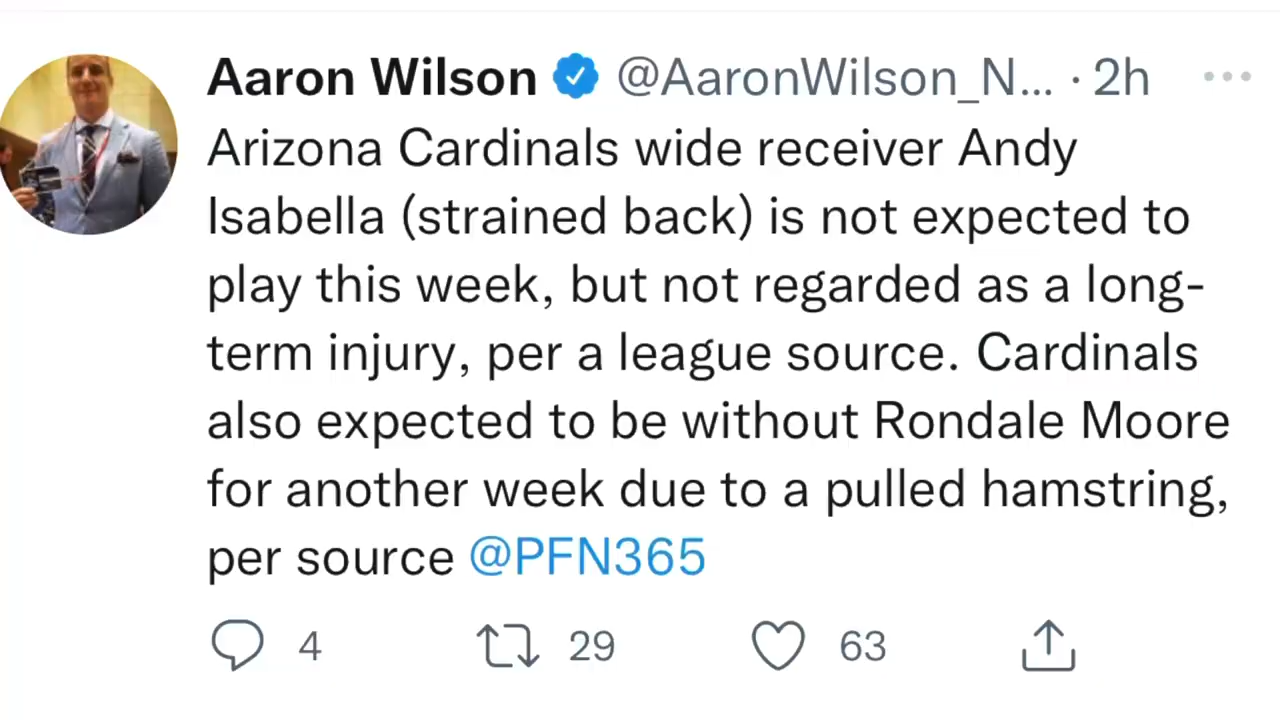 Aaron Wilson @AaronWilson_N... · 2h
Arizona Cardinals wide receiver Andy
Isabella (strained back) is not expected to
play this week, but not regarded as a long-
term injury, per a league source. Cardinals
also expected to be without Rondale Moore
for another week due to a pulled hamstring,
per source @PFN365
4 29 63